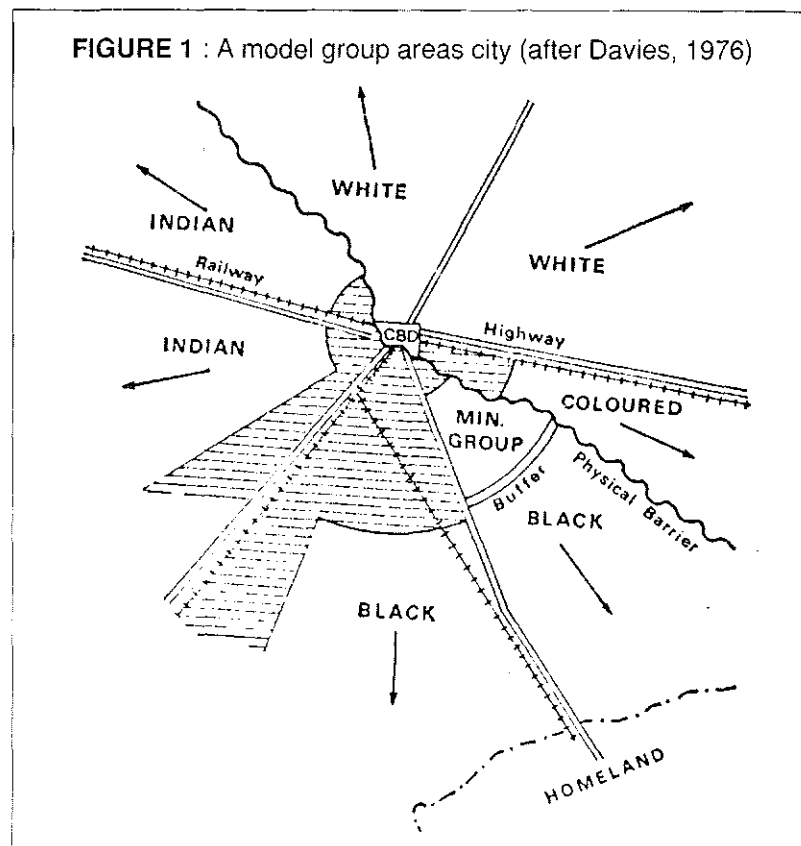 FIGURE 1 : A model group areas city (after Davies, 1976)
WHITE
INDIAN
Railway
WHITE
CBD
Highway
INDIAN
COLOURED
MIN.
GROUP
Buffer
Physical Barrier
BLACK
BLACK
HOMELAND